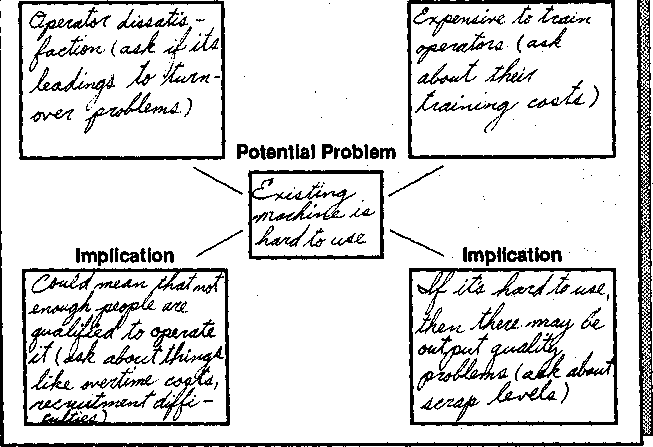 Operator dissatis-
faction (ask if its
leadings to turn-
over problems)
Expensive to train
operators (ask
about their
training costs)
Potential Problem
Existing
machine is
hard to use
Implication
Could mean that not
enough people are
qualified to operate
it (ask about things
like overtime costs,
recruitment diffi-
culties)
Implication
If its hard to use,
then there may be
output quality
problems (ask about
scrap levels)